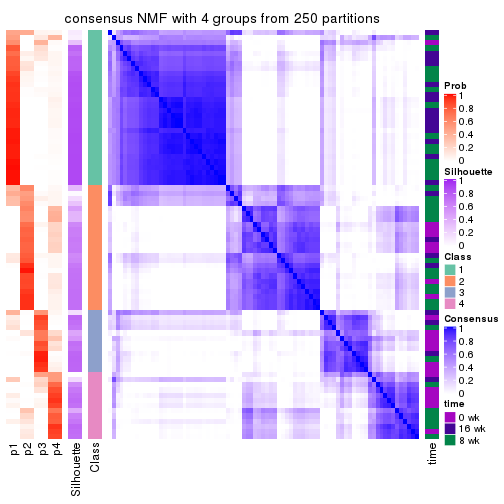 consensus NMF with 4 groups from 250 partitions
Prob
1
0.8
0.6
0.4
0.2
0
Silhouette
1
0.8
0.6
0.4
0.2
0
Class
1
2
3
4
Consensus
1
0.8
0.6
0.4
0.2
0
time
0 wk
16 wk
8 wk
p1
p2
p3
p4
Silhouette
Class
time